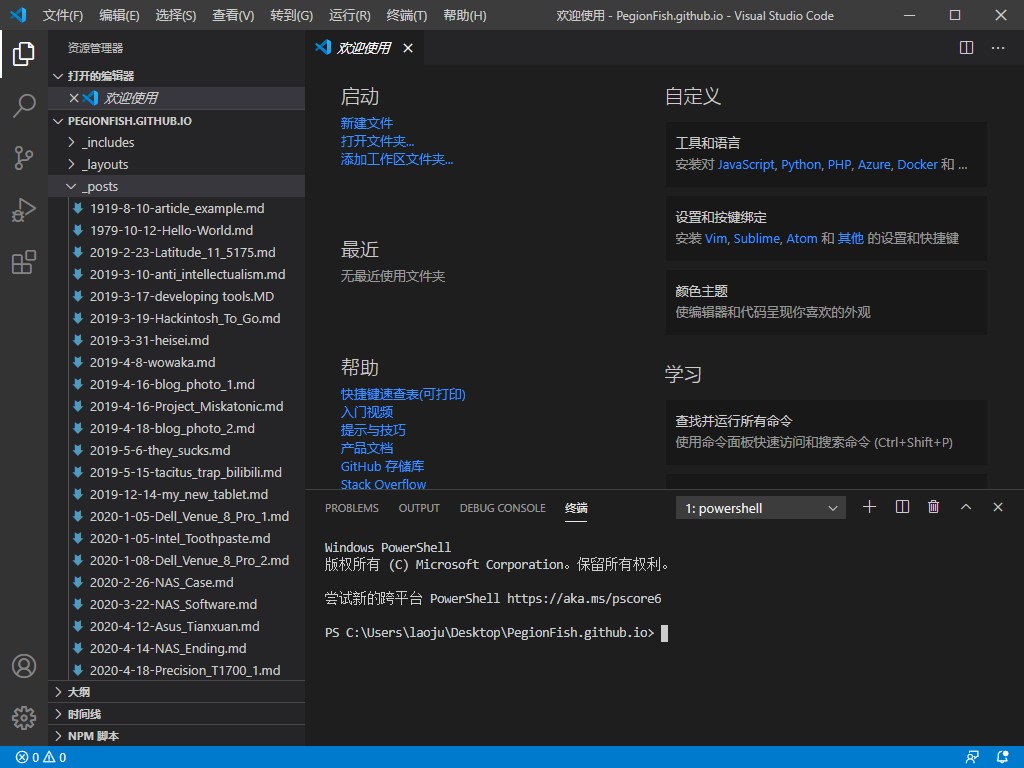 文件(F) 编辑(E) 选择(S) 查看(V) 转到(G) 运行(R) 终端(T) 帮助(H) 欢迎使用 - PegionFish.github.io - Visual Studio Code
资源管理器
打开的编辑器
欢迎使用
PEGIONFISH.GITHUB.IO
_includes
_layouts
_posts
1919-8-10-article_example.md
1979-10-12-Hello-World.md
2019-2-23-Latitude_11_5175.md
2019-3-10-anti_intellectualism.md
2019-3-17-developing tools.MD
2019-3-19-Hackintosh_To_Go.md
2019-3-31-heisei.md
2019-4-8-wowaka.md
2019-4-16-blog_photo_1.md
2019-4-16-Project_Miskatonic.md
2019-4-18-blog_photo_2.md
2019-5-6-they_sucks.md
2019-5-15-tacitus_trap_bilibili.md
2019-12-14-my_new_tablet.md
2020-1-05-Dell_Venue_8_Pro_1.md
2020-1-05-Intel_Toothpaste.md
2020-1-08-Dell_Venue_8_Pro_2.md
2020-2-26-NAS_Case.md
2020-3-22-NAS_Software.md
2020-4-12-Asus_Tianxuan.md
2020-4-14-NAS_Ending.md
2020-4-18-Precision_T1700_1.md
大纲
时间线
NPM 脚本
欢迎使用
启动
新建文件
打开文件夹...
添加工作区文件夹...
最近
无最近使用文件夹
帮助
快捷键速查表(可打印)
入门视频
提示与技巧
产品文档
GitHub 存储库
Stack Overflow
自定义
工具和语言
安装对 JavaScript, Python, PHP, Azure, Docker 和 ...
设置和按键绑定
安装 Vim, Sublime, Atom 和 其他 的设置和快捷键
颜色主题
使编辑器和代码呈现你喜欢的外观
学习
查找并运行所有命令
使用命令面板快速访问和搜索命令 (Ctrl+Shift+P)
PROBLEMS OUTPUT DEBUG CONSOLE 终端 1: powershell
Windows PowerShell
版权所有 (C) Microsoft Corporation。保留所有权利。
尝试新的跨平台 PowerShell https://aka.ms/pscore6
PS C:\Users\laoju\Desktop\PegionFish.github.io>
0 0